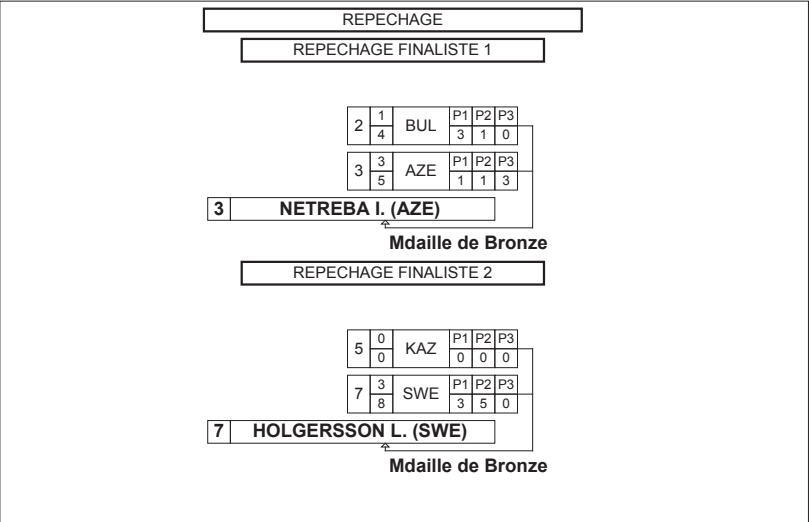 REPECHAGE
REPECHAGE FINALISTE 1
2 1 BUL P1 P2 P3
4 3 1 0
3 3 AZE P1 P2 P3
5 1 1 3
3 NETREBA I. (AZE)
Mdaille de Bronze
REPECHAGE FINALISTE 2
5 0 KAZ P1 P2 P3
0 0 0 0
7 3 SWE P1 P2 P3
8 3 5 0
7 HOLGERSSON L. (SWE)
Mdaille de Bronze